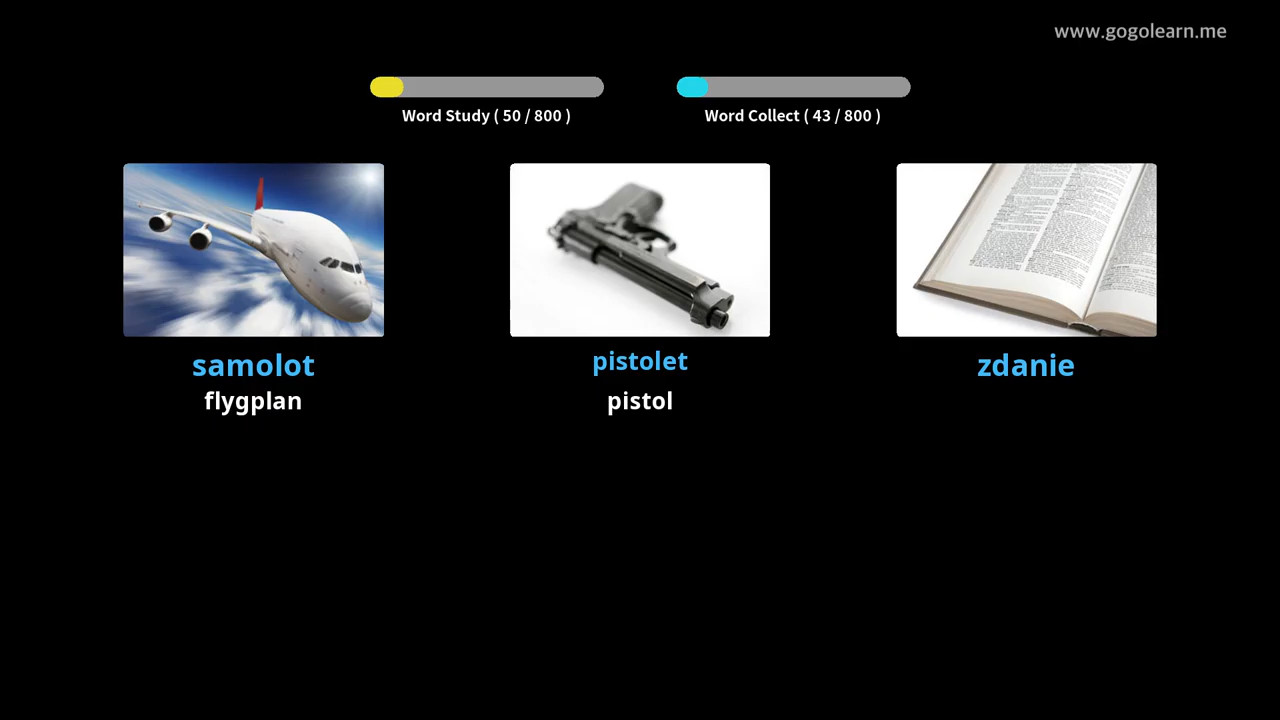 www.gogolearn.me
Word Study ( 50 / 800 )
Word Collect ( 43 / 800 )
samolot
flygplan
pistolet
pistol
zdanie